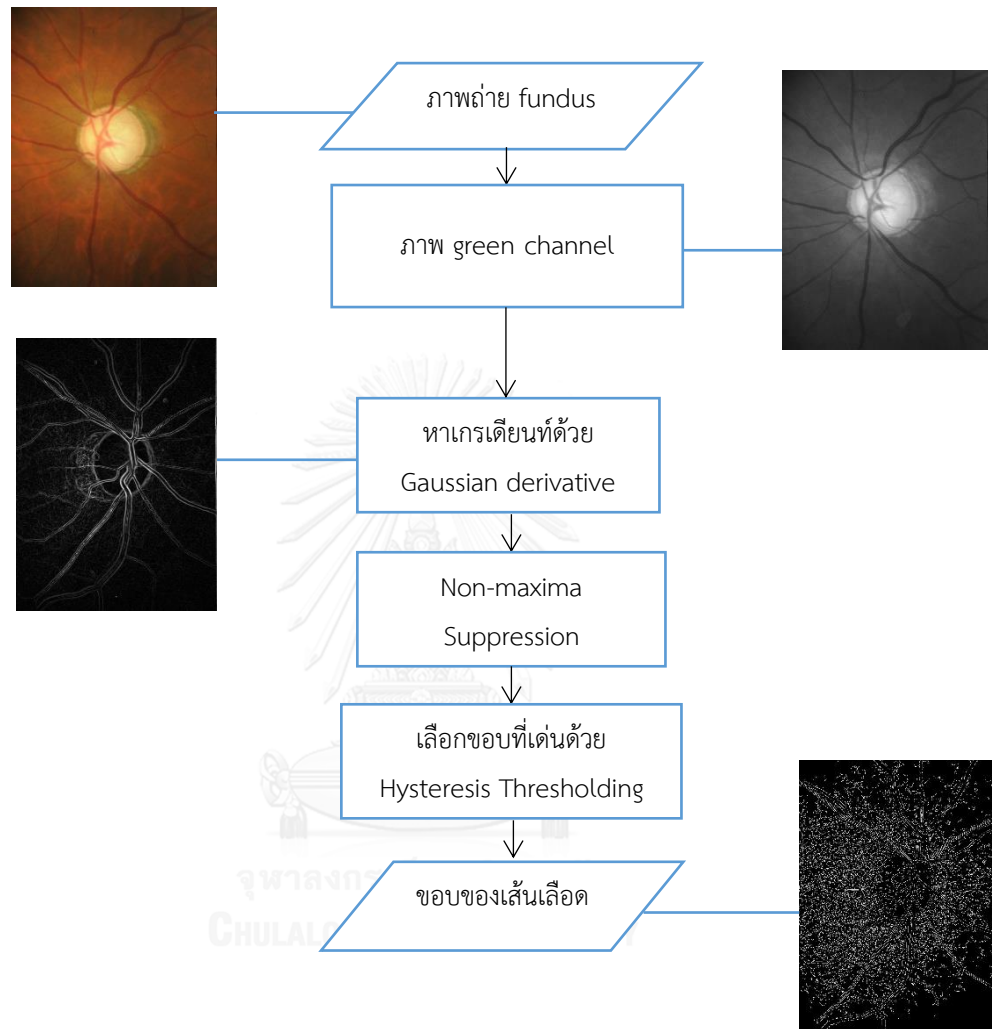 ภาพถ่าย fundus
ภาพ green channel
หาเกรเดียนท์ด้วย
Gaussian derivative
Non-maxima
Suppression
เลือกขอบที่เด่นด้วย
Hysteresis Thresholding
ขอบของเส้นเลือด